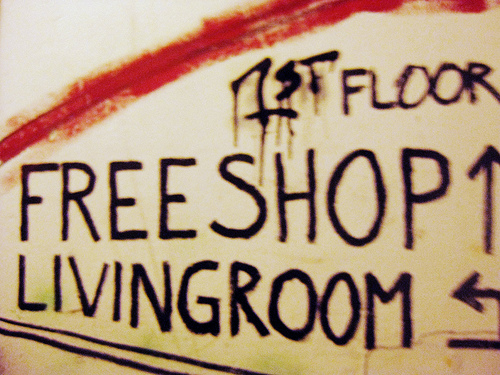 1ST FLOOR
FREESHOP ↑
LIVINGROOM ←